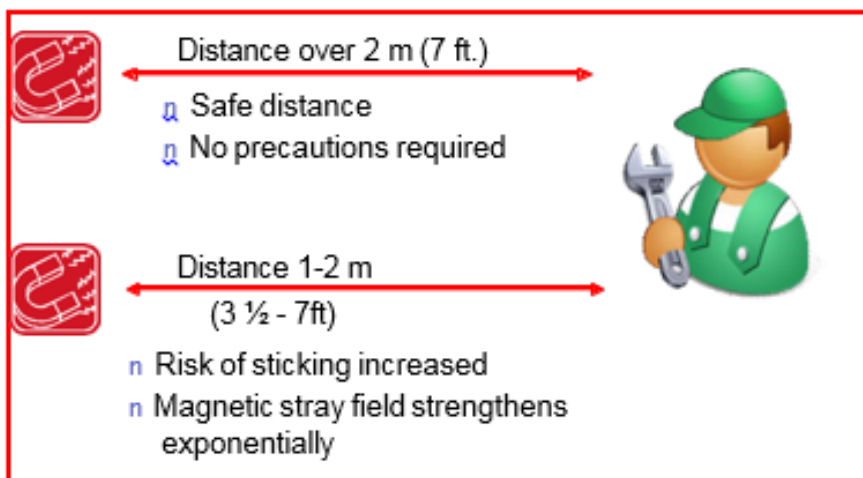 Distance over 2 m (7 ft.)
n Safe distance
n No precautions required
Distance 1-2 m
(3 ½ - 7ft)
n Risk of sticking increased
n Magnetic stray field strengthens
exponentially